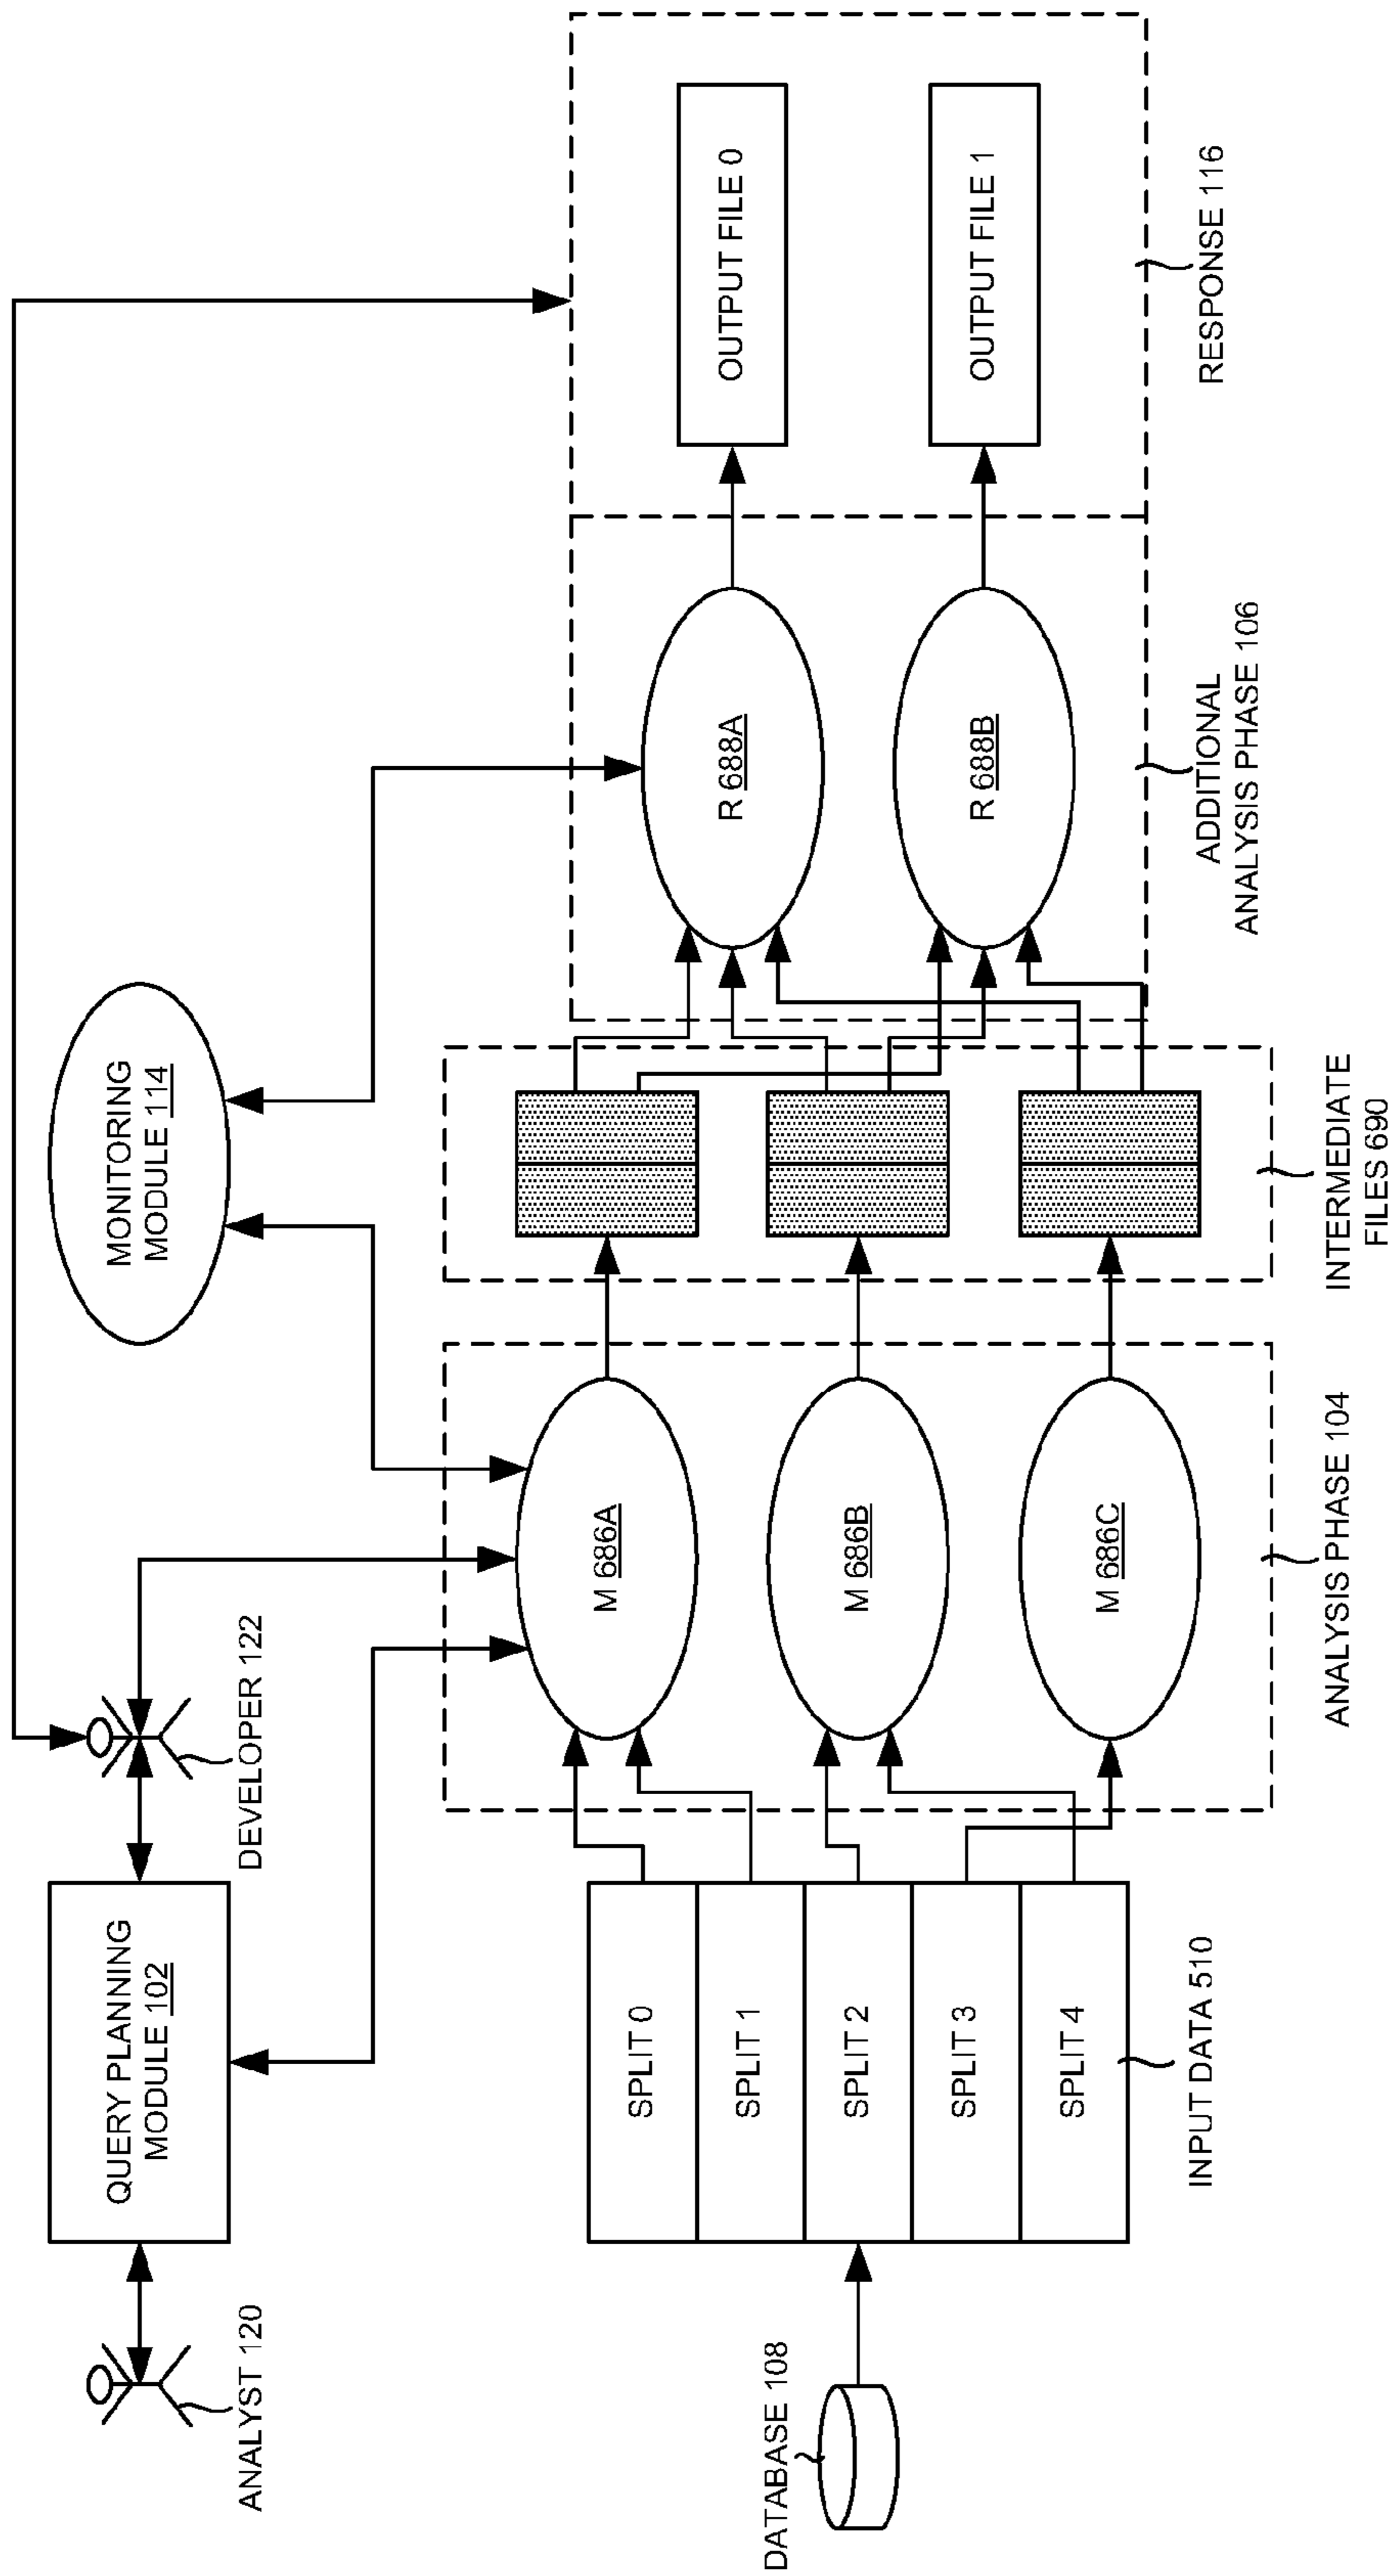 ANALYST 120
QUERY PLANNING
MODULE 102
DEVELOPER 122
MONITORING
MODULE 114
DATABASE 108
SPLIT 0
SPLIT 1
SPLIT 2
SPLIT 3
SPLIT 4
INPUT DATA 510
M 686A
M 686B
M 686C
ANALYSIS PHASE 104
INTERMEDIATE
FILES 690
R 688A
R 688B
ADDITIONAL
ANALYSIS PHASE 106
OUTPUT FILE 0
OUTPUT FILE 1
RESPONSE 116